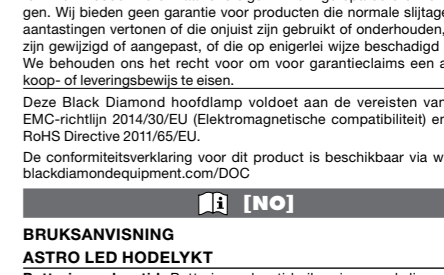 gen. Wij bieden geen garantie voor producten die normale slijtage
aantastingen vertonen of die onjuist zijn gebruikt of onderhouden,
zijn gewijzigd of aangepast, of die op enigerlei wijze beschadigd
We behouden ons het recht voor om voor garantieclaims een a
koop- of leveringsbewijs te eisen.
Deze Black Diamond hoofdlamp voldoet aan de vereisten van
EMC-richtlijn 2014/30/EU (Elektromagnetische compatibiliteit) en
RoHS Directive 2011/65/EU.
De conformiteitsverklaring voor dit product is beschikbaar via w
blackdiamondequipment.com/DOC
[NO]
BRUKSANVISNING
ASTRO LED HODELYKT